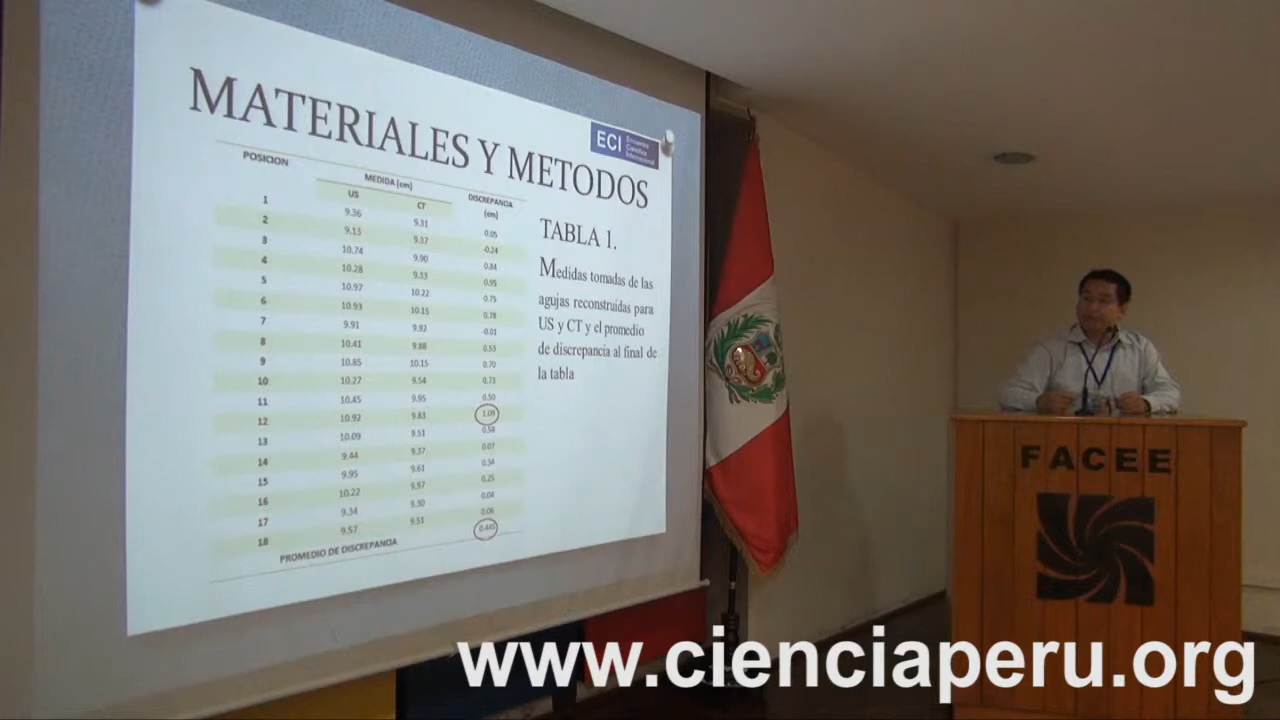 MATERIALES Y METODOS
ECI Encuentro Científico Internacional
POSICION MEDIDA (cm) DISCREPANCIA (cm)
US CT
1 9.36 9.31 0.05
2 9.13 9.37 -0.24
3 10.74 9.90 0.84
4 10.28 9.33 0.95
5 10.97 10.22 0.75
6 10.93 10.15 0.78
7 9.91 9.92 -0.01
8 10.41 9.88 0.53
9 10.85 10.15 0.70
10 10.27 9.54 0.73
11 10.45 9.95 0.50
12 10.92 9.83 1.09
13 10.09 9.51 0.58
14 9.44 9.37 0.07
15 9.95 9.61 0.34
16 10.22 9.97 0.25
17 9.34 9.30 0.04
18 9.57 9.51 0.06
PROMEDIO DE DISCREPANCIA 0.445
TABLA 1.
Medidas tomadas de las
agujas reconstruidas para
US y CT y el promedio
de discrepancia al final de
la tabla
FACEE
www.cienciaperu.org